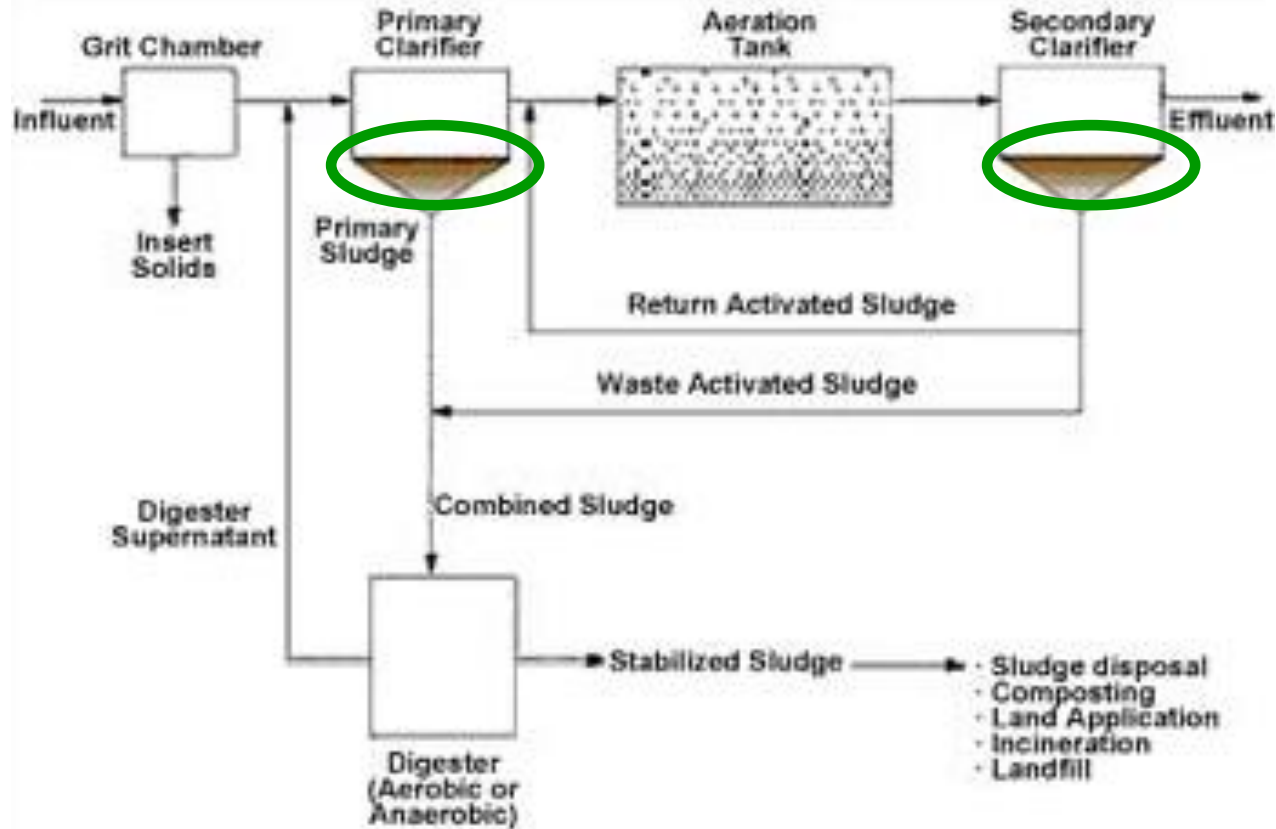 Grit Chamber
Primary
Clarifier
Aeration
Tank
Secondary
Clarifier
Influent
Effluent
Insert
Solids
Primary
Sludge
Return Activated Sludge
Waste Activated Sludge
Combined Sludge
Digester
Supernatant
Stabilized Sludge
· Sludge disposal
· Composting
· Land Application
· Incineration
· Landfill
Digester
(Aerobic or
Anaerobic)